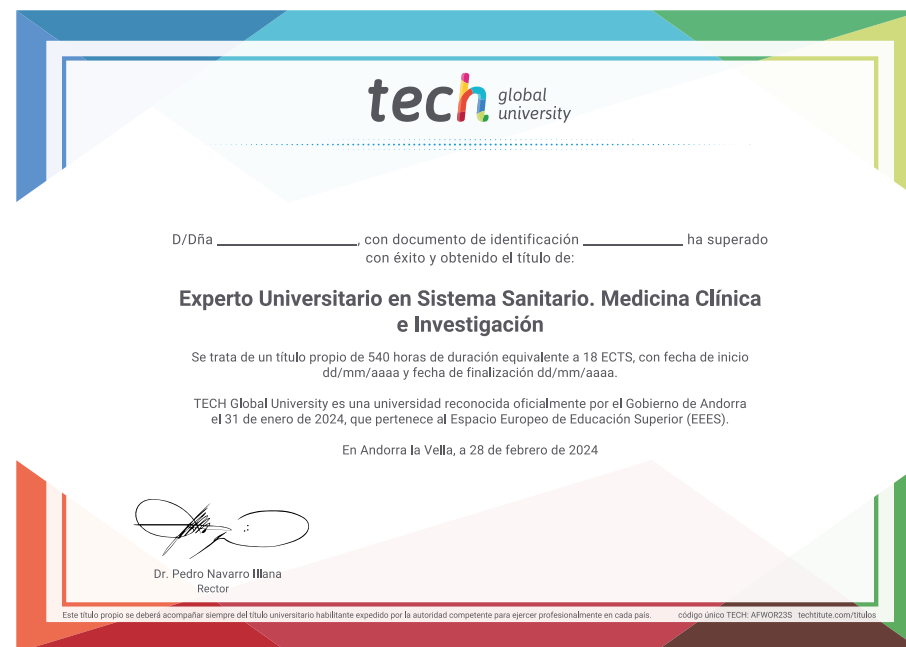 tech global
university
D/Dña ________________, con documento de identificación ____________ ha superado
con éxito y obtenido el título de:
Experto Universitario en Sistema Sanitario. Medicina Clínica
e Investigación
Se trata de un título propio de 540 horas de duración equivalente a 18 ECTS, con fecha de inicio
dd/mm/aaaa y fecha de finalización dd/mm/aaaa.
TECH Global University es una universidad reconocida oficialmente por el Gobierno de Andorra
el 31 de enero de 2024, que pertenece al Espacio Europeo de Educación Superior (EEES).
En Andorra la Vella, a 28 de febrero de 2024
Dr. Pedro Navarro Illana
Rector
Este título propio se deberá acompañar siempre del título universitario habilitante expedido por la autoridad competente para ejercer profesionalmente en cada país. código único TECH: AFWOR23S techtitute.com/titulos